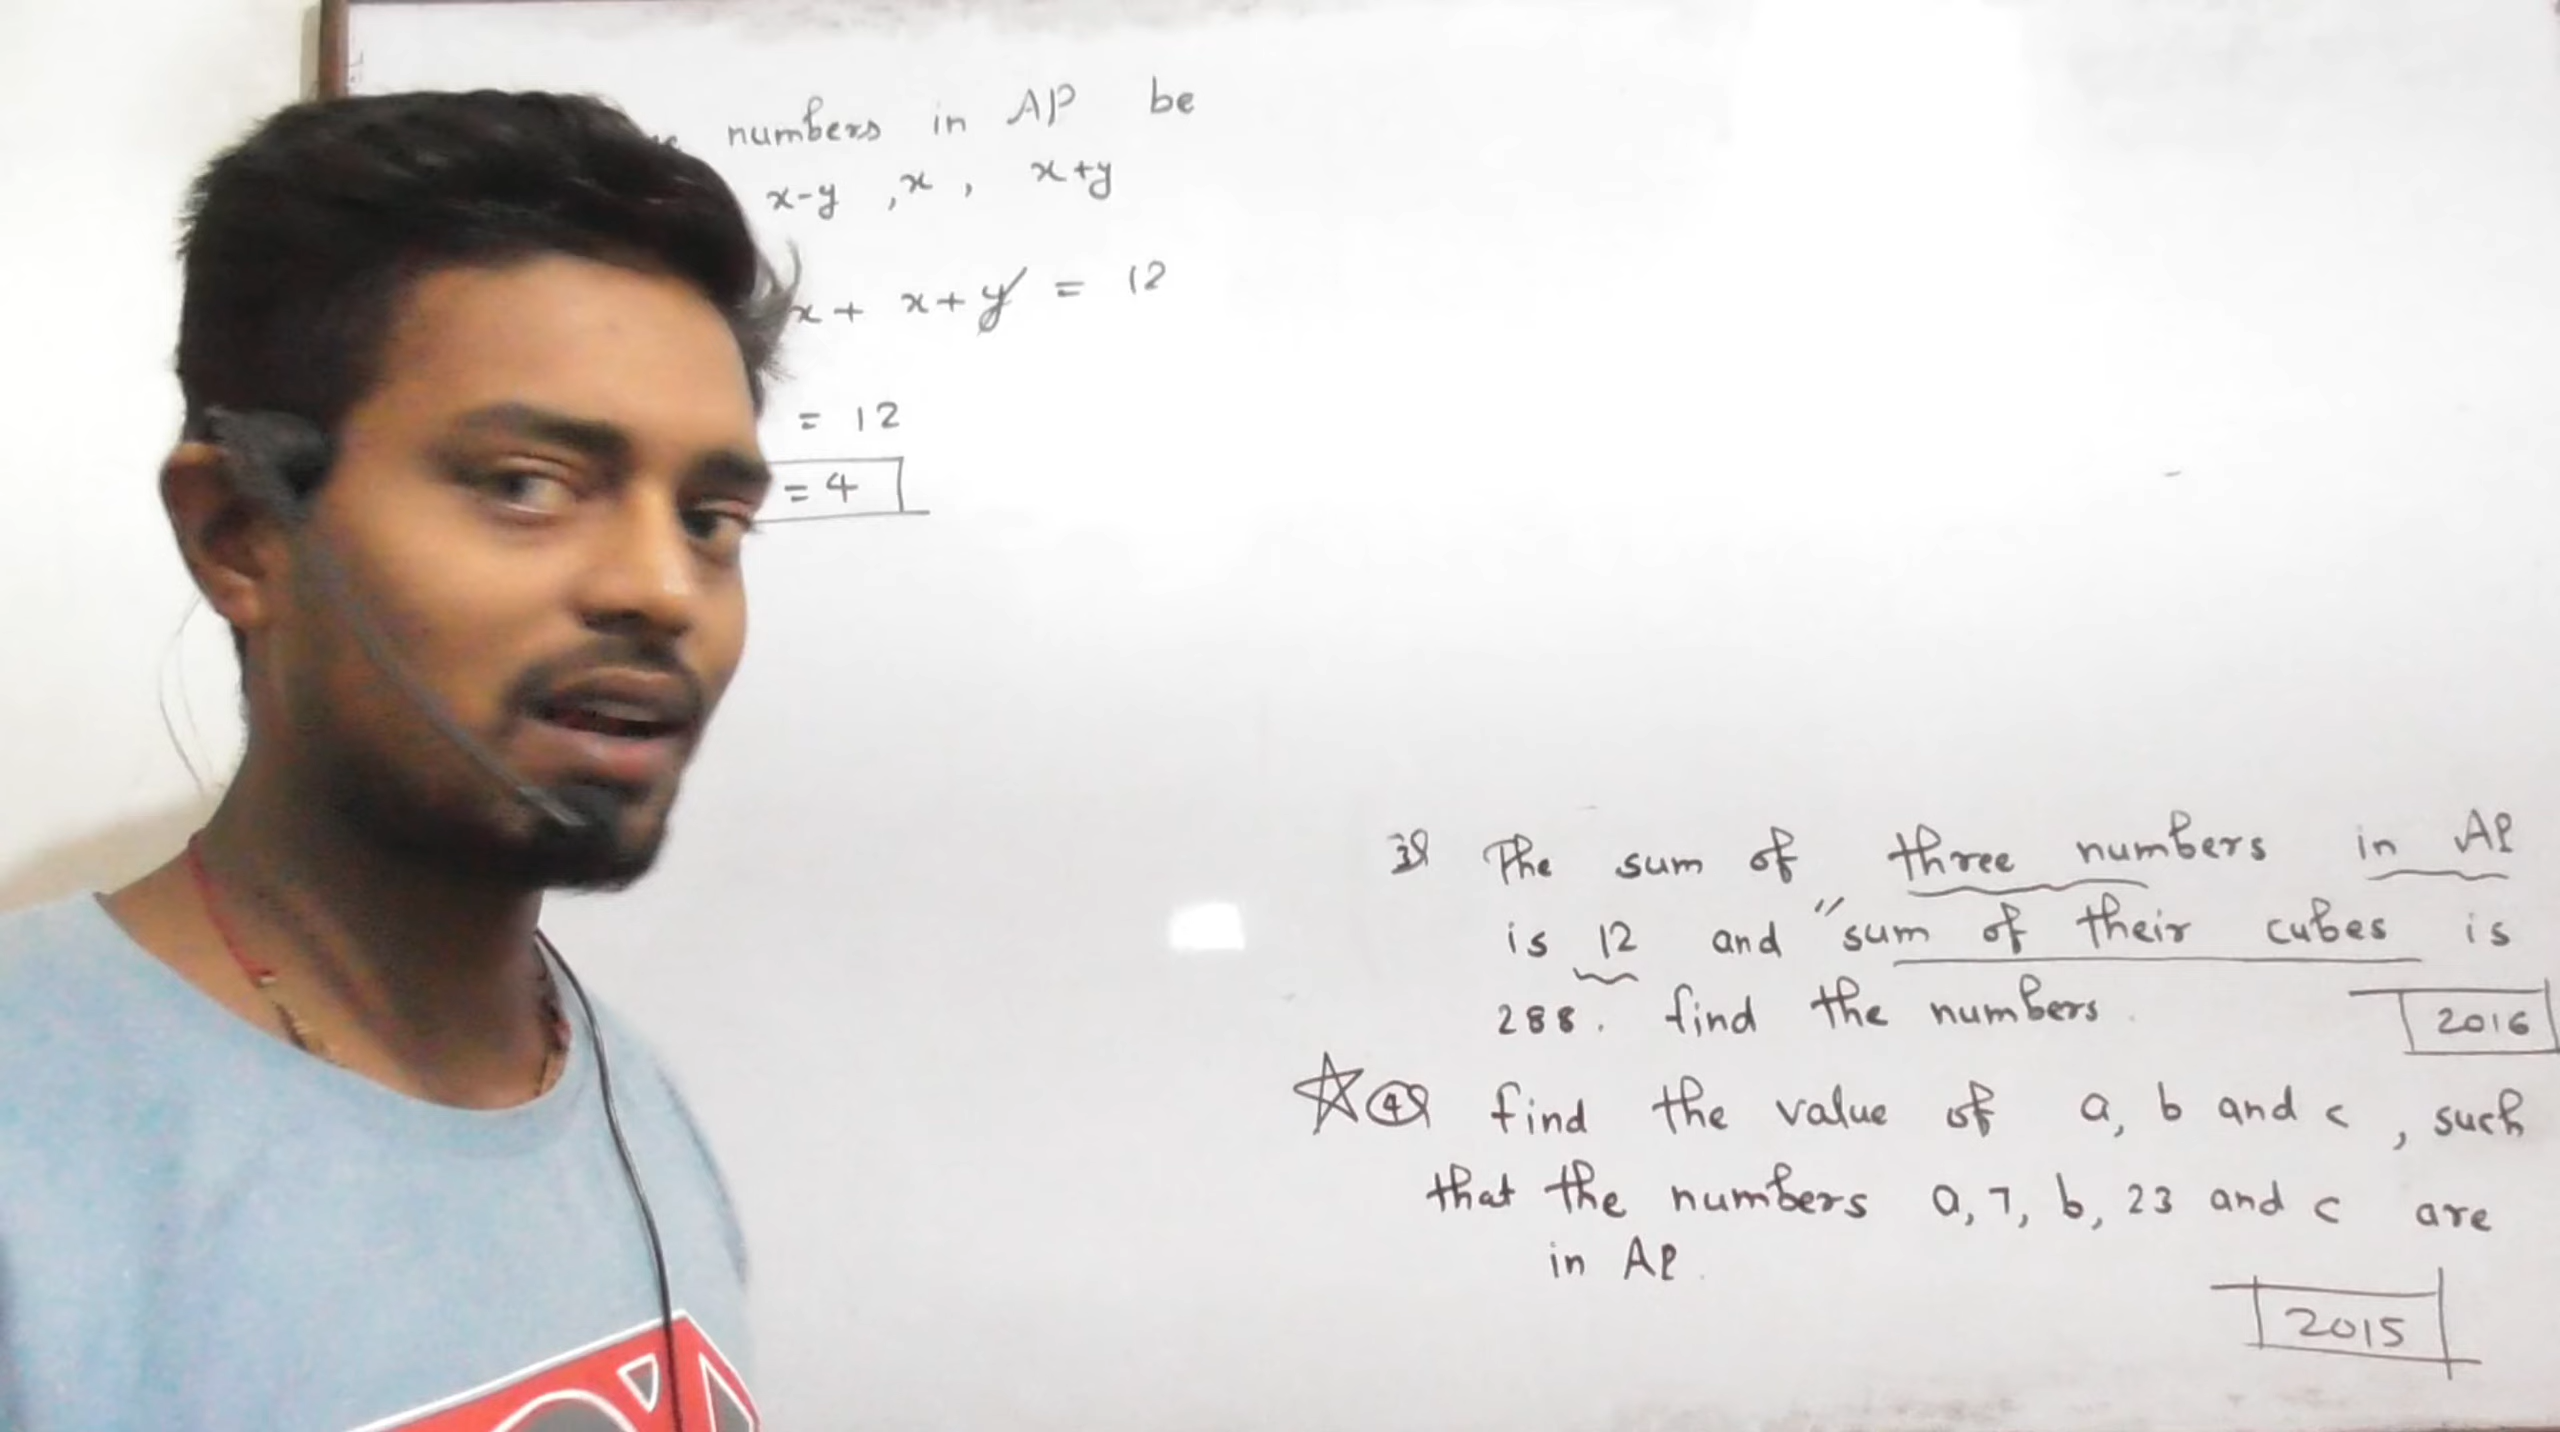 numbers in AP be
x-y , x , x+y
x + x+y = 12
= 12
= 4
3) The sum of three numbers in AP
is 12 and "sum of their cubes is
288. find the numbers.
2016
④) find the value of a, b and c, such
that the numbers a, 7, b, 23 and c are
in AP.
2015